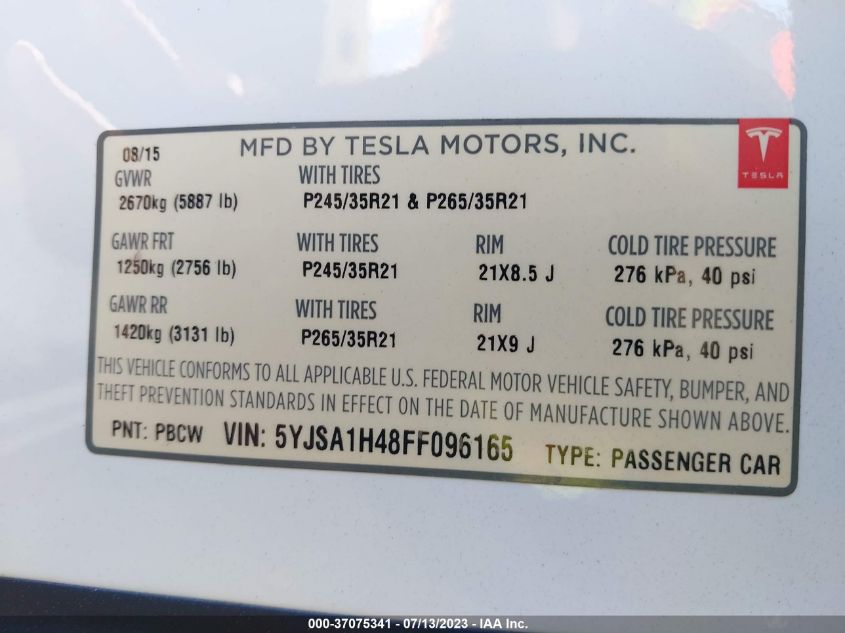 08/15 MFD BY TESLA MOTORS, INC.
TESLA
GVWR WITH TIRES
2670kg (5887 lb) P245/35R21 & P265/35R21
GAWR FRT WITH TIRES RIM COLD TIRE PRESSURE
1250kg (2756 lb) P245/35R21 21X8.5 J 276 kPa, 40 psi
GAWR RR WITH TIRES RIM COLD TIRE PRESSURE
1420kg (3131 lb) P265/35R21 21X9 J 276 kPa, 40 psi
THIS VEHICLE CONFORMS TO ALL APPLICABLE U.S. FEDERAL MOTOR VEHICLE SAFETY, BUMPER, AND
THEFT PREVENTION STANDARDS IN EFFECT ON THE DATE OF MANUFACTURE SHOWN ABOVE.
PNT: PBCW VIN: 5YJSA1H48FF096165 TYPE: PASSENGER CAR
000-37075341 - 07/13/2023 - IAA Inc.